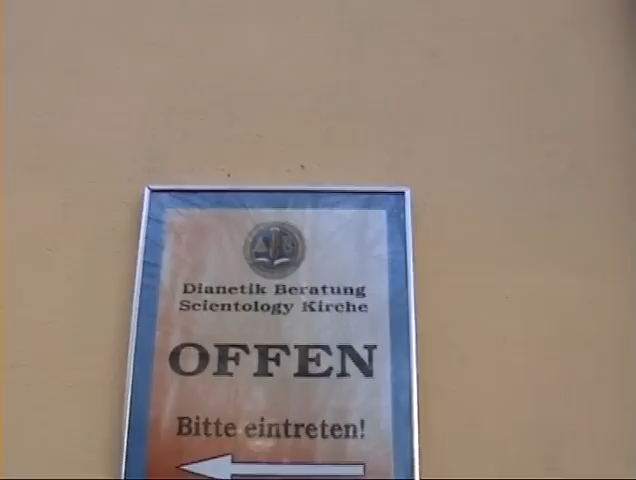 Dianetik Beratung
Scientology Kirche
OFFEN
Bitte eintreten!